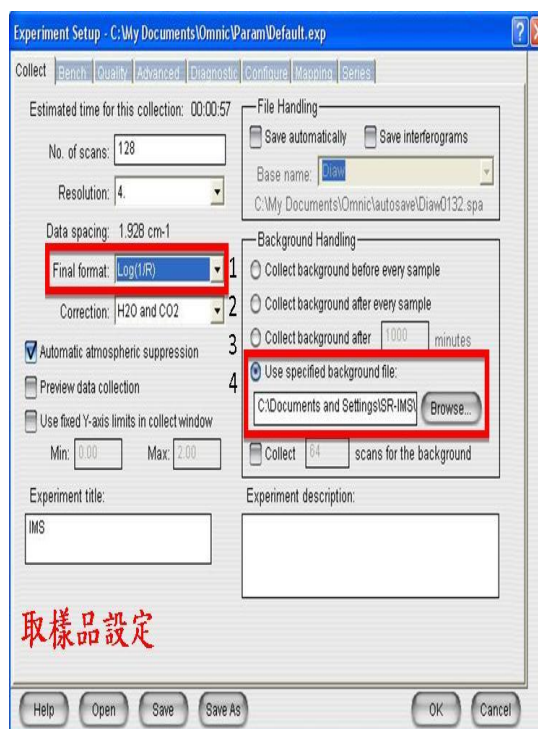 Experiment Setup - C:\My Documents\Omnic\Param\Default.exp
Collect Bench Quality Advanced Diagnostic Configure Mapping Series
Estimated time for this collection: 00:00:57
No. of scans: 128
Resolution: 4.
Data spacing: 1.928 cm-1
Final format: Log(1/R) 1
Correction: H2O and CO2 2
Automatic atmospheric suppression 3
Preview data collection 4
Use fixed Y-axis limits in collect window
Min: 0.00 Max: 2.00
Experiment title:
IMS
File Handling
Save automatically Save interferograms
Base name: Diaw
C:\My Documents\Omnic\autosave\Diaw0132.spa
Background Handling
Collect background before every sample
Collect background after every sample
Collect background after 1000 minutes
Use specified background file:
C:\Documents and Settings\SR-IMS\ Browse...
Collect 64 scans for the background
Experiment description:
取樣品設定
Help Open Save Save As OK Cancel